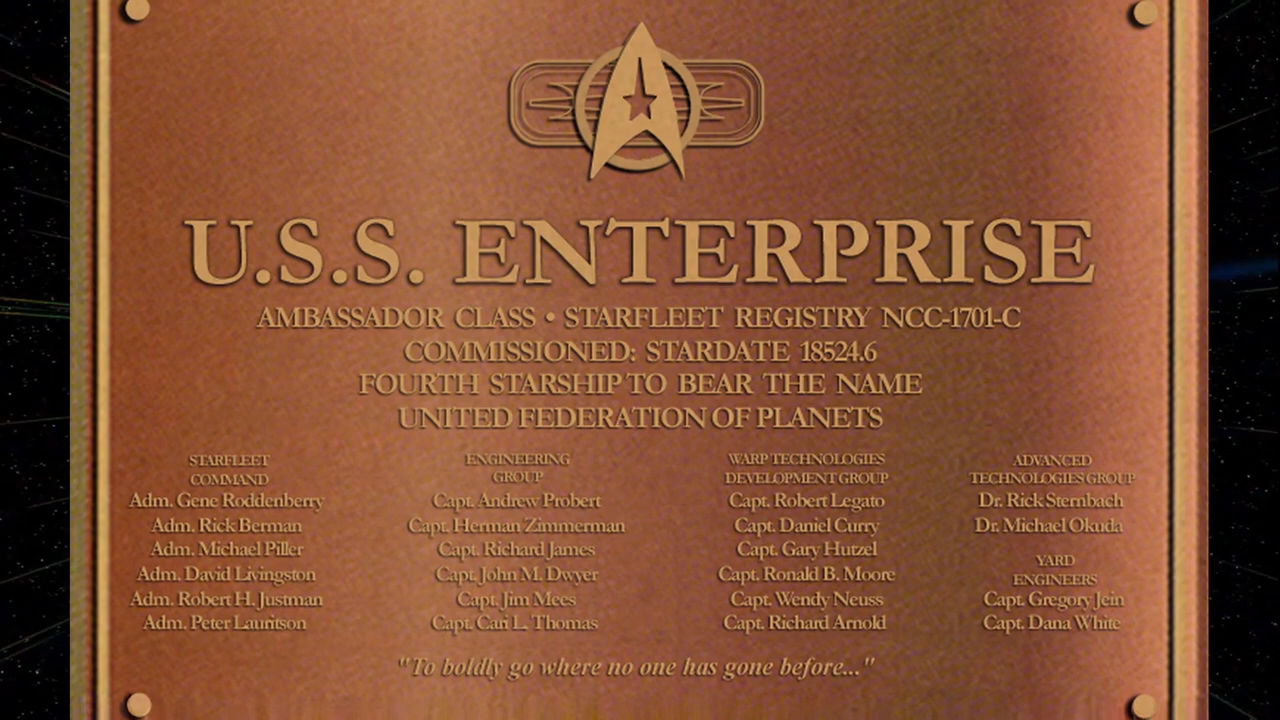 U.S.S. ENTERPRISE
AMBASSADOR CLASS • STARFLEET REGISTRY NCC-1701-C
COMMISSIONED: STARDATE 18524.6
FOURTH STARSHIP TO BEAR THE NAME
UNITED FEDERATION OF PLANETS
STARFLEET
COMMAND
Adm. Gene Roddenberry
Adm. Rick Berman
Adm. Michael Piller
Adm. David Livingston
Adm. Robert H. Justman
Adm. Peter Lauritson
ENGINEERING
GROUP
Capt. Andrew Probert
Capt. Herman Zimmerman
Capt. Richard James
Capt. John M. Dwyer
Capt. Jim Mees
Capt. Cari L. Thomas
WARP TECHNOLOGIES
DEVELOPMENT GROUP
Capt. Robert Legato
Capt. Daniel Curry
Capt. Gary Hutzel
Capt. Ronald B. Moore
Capt. Wendy Neuss
Capt. Richard Arnold
ADVANCED
TECHNOLOGIES GROUP
Dr. Rick Sternbach
Dr. Michael Okuda
YARD
ENGINEERS
Capt. Gregory Jein
Capt. Dana White
"To boldly go where no one has gone before..."